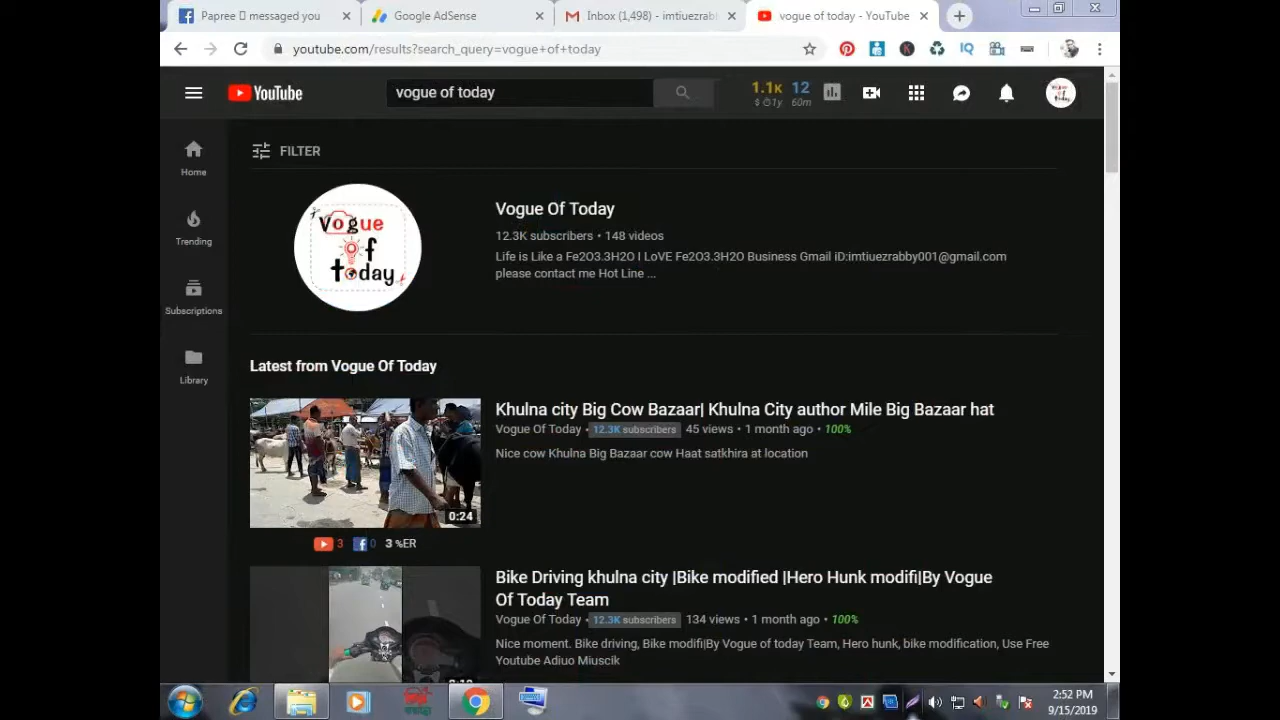 Papree messaged you
Google AdSense
Inbox (1,498) - imtiuezrabb
vogue of today - YouTube
youtube.com/results?search_query=vogue+of+today
IQ
YouTube
vogue of today
1.1K 12
$ 1y 60m
Home
Trending
Subscriptions
Library
FILTER
Vogue
of
today
Vogue Of Today
12.3K subscribers • 148 videos
Life is Like a Fe2O3.3H2O I LoVE Fe2O3.3H2O Business Gmail iD:imtiuezrabby001@gmail.com
please contact me Hot Line ...
Latest from Vogue Of Today
Khulna city Big Cow Bazaar| Khulna City author Mile Big Bazaar hat
Vogue Of Today • 12.3K subscribers 45 views • 1 month ago • 100%
Nice cow Khulna Big Bazaar cow Haat satkhira at location
0:24
3 0 3 %ER
Bike Driving khulna city |Bike modified |Hero Hunk modifi|By Vogue
Of Today Team
Vogue Of Today • 12.3K subscribers 134 views • 1 month ago • 100%
Nice moment. Bike driving, Bike modifi|By Vogue of today Team, Hero hunk, bike modification, Use Free
Youtube Adiuo Miuscik
2:52 PM
9/15/2019